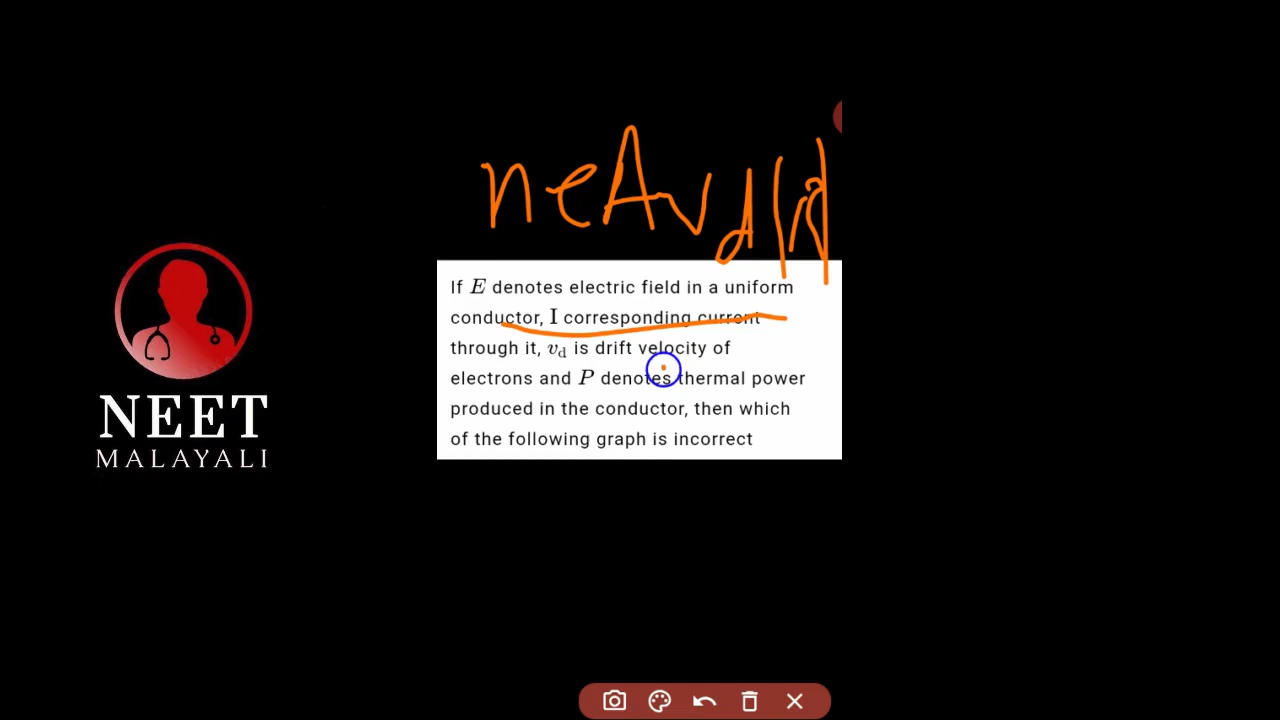 neAvd
If E denotes electric field in a uniform
conductor, I corresponding current
through it, vd is drift velocity of
electrons and P denotes thermal power
produced in the conductor, then which
of the following graph is incorrect
NEET
MALAYALI